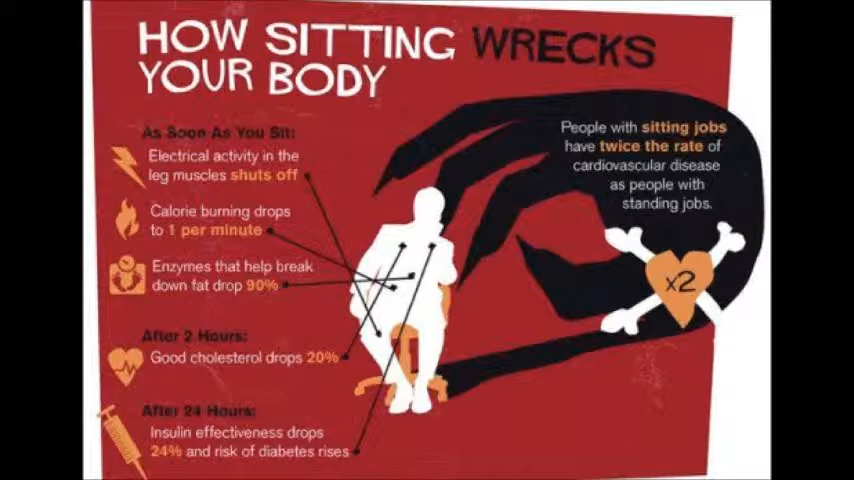 HOW SITTING WRECKS
YOUR BODY
As Soon As You Sit:
Electrical activity in the
leg muscles shuts off
Calorie burning drops
to 1 per minute
Enzymes that help break
down fat drop 90%
After 2 Hours:
Good cholesterol drops 20%
After 24 Hours:
Insulin effectiveness drops
24% and risk of diabetes rises
People with sitting jobs
have twice the rate of
cardiovascular disease
as people with
standing jobs.
x2